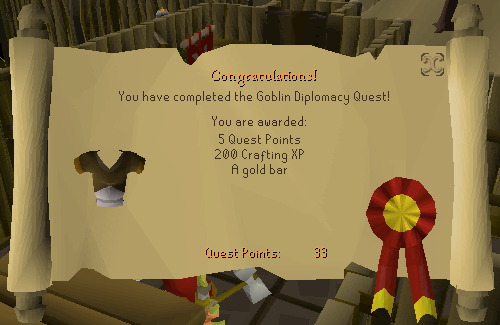 Congratulations!
You have completed the Goblin Diplomacy Quest!
You are awarded:
5 Quest Points
200 Crafting XP
A gold bar
Quest Points: 33